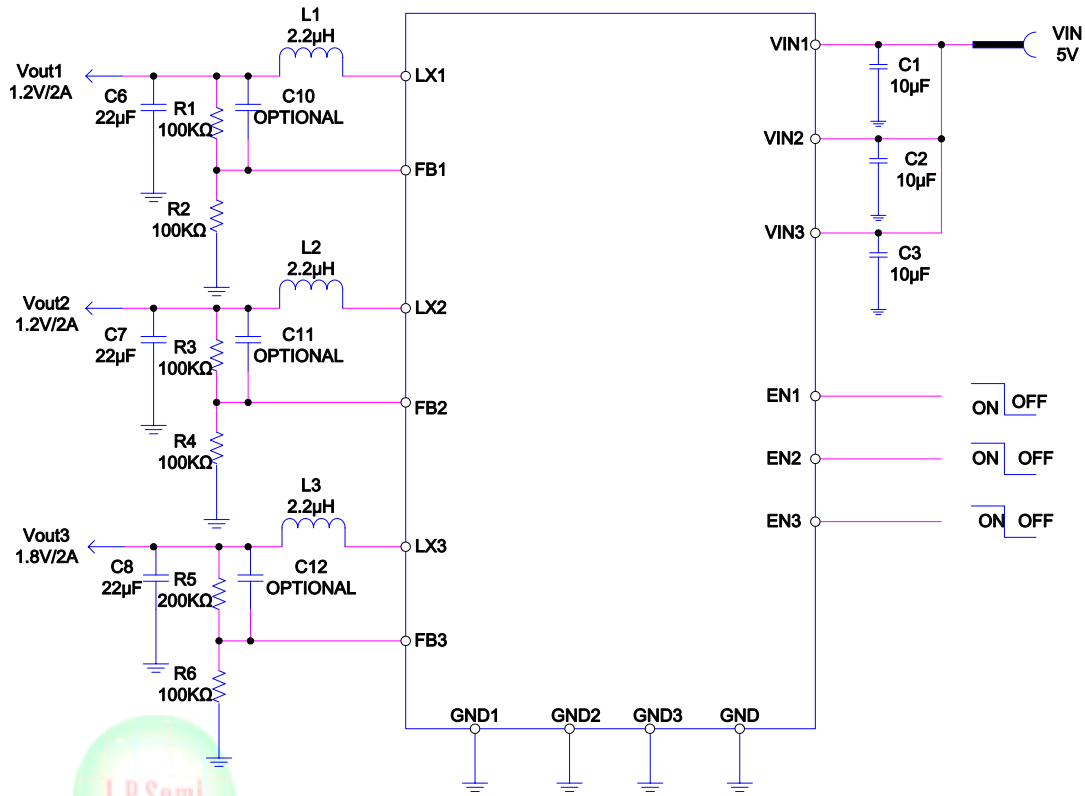 L1
2.2µH
Vout1
1.2V/2A
C6
22µF
R1
100KΩ
C10
OPTIONAL
LX1
FB1
R2
100KΩ
L2
2.2µH
Vout2
1.2V/2A
C7
22µF
R3
100KΩ
C11
OPTIONAL
LX2
FB2
R4
100KΩ
L3
2.2µH
Vout3
1.8V/2A
C8
22µF
R5
200KΩ
C12
OPTIONAL
LX3
FB3
R6
100KΩ
VIN1
C1
10µF
VIN
5V
VIN2
C2
10µF
VIN3
C3
10µF
EN1
ON OFF
EN2
ON OFF
EN3
ON OFF
GND1
GND2
GND3
GND